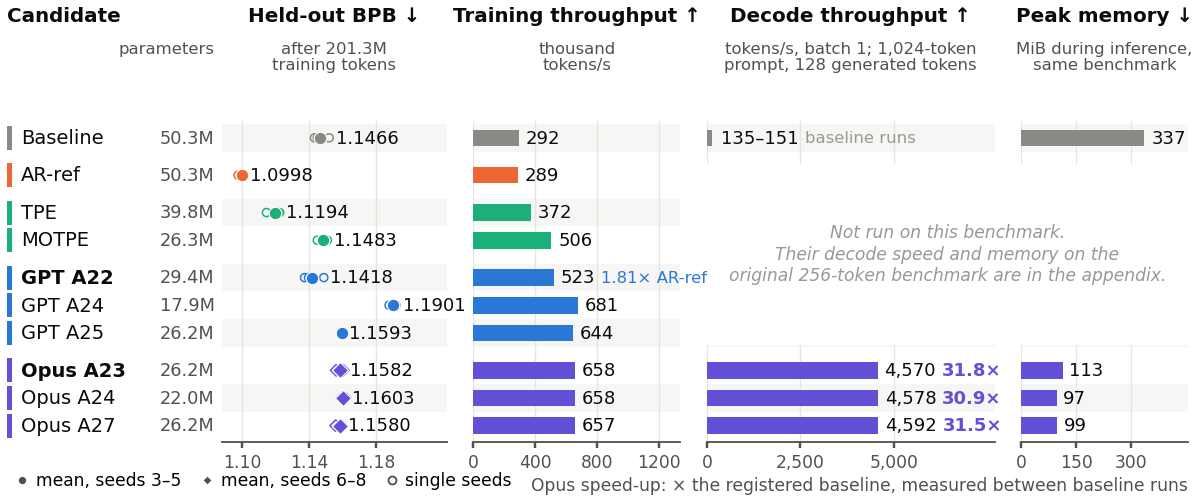 Candidate Held-out BPB ↓ Training throughput ↑ Decode throughput ↑ Peak memory ↓
parameters after 201.3M thousand tokens/s, batch 1; 1,024-token MiB during inference,
training tokens tokens/s prompt, 128 generated tokens same benchmark
Baseline 50.3M 1.1466 292 135–151 baseline runs 337
AR-ref 50.3M 1.0998 289
TPE 39.8M 1.1194 372
MOTPE 26.3M 1.1483 506
Not run on this benchmark.
Their decode speed and memory on the
original 256-token benchmark are in the appendix.
GPT A22 29.4M 1.1418 523 1.81× AR-ref
GPT A24 17.9M 1.1901 681
GPT A25 26.2M 1.1593 644
Opus A23 26.2M 1.1582 658 4,570 31.8× 113
Opus A24 22.0M 1.1603 658 4,578 30.9× 97
Opus A27 26.2M 1.1580 657 4,592 31.5× 99
1.10 1.14 1.18 0 400 800 1200 0 2,500 5,000 0 150 300
mean, seeds 3–5 mean, seeds 6–8 single seeds Opus speed-up: × the registered baseline, measured between baseline runs